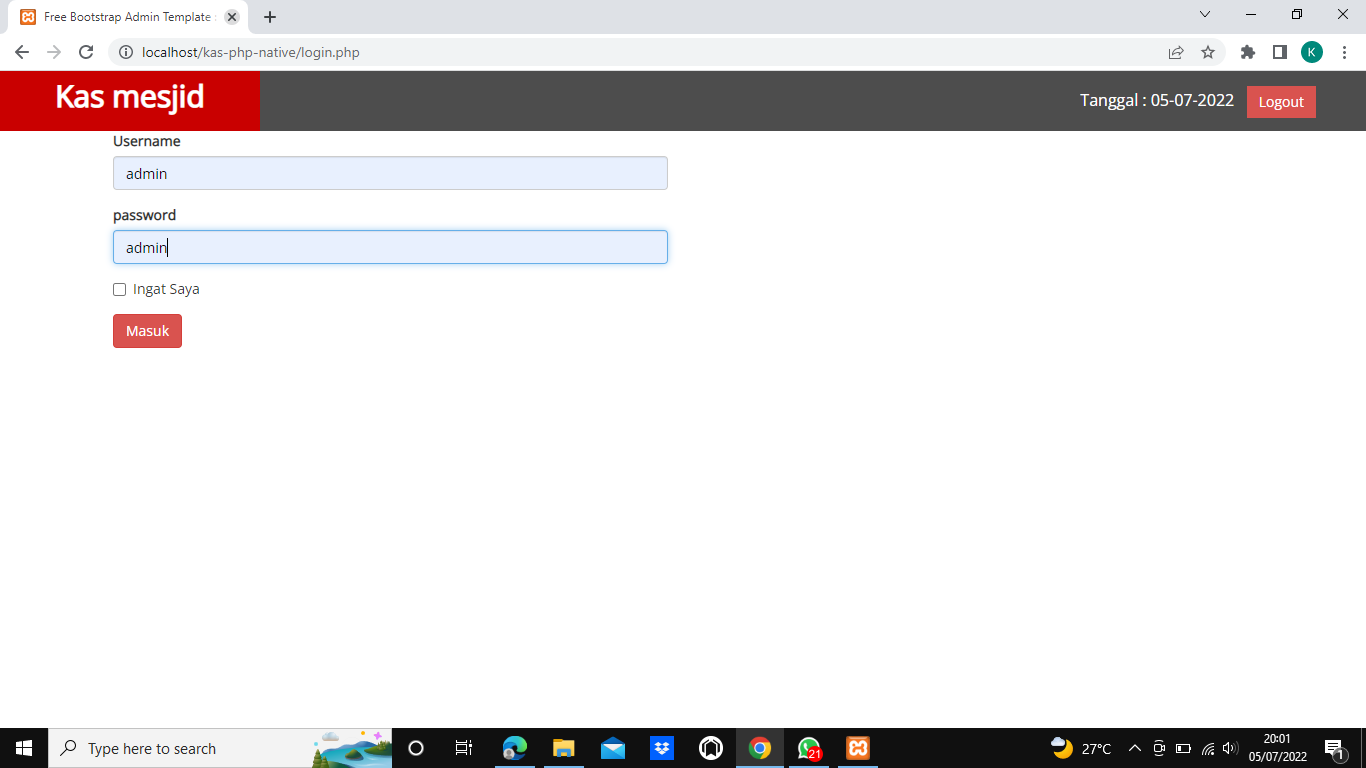 Free Bootstrap Admin Template
localhost/kas-php-native/login.php
K
Kas mesjid
Tanggal : 05-07-2022
Logout
Username
admin
password
admin
Ingat Saya
Masuk
Type here to search
21
27°C
20:01
05/07/2022
1